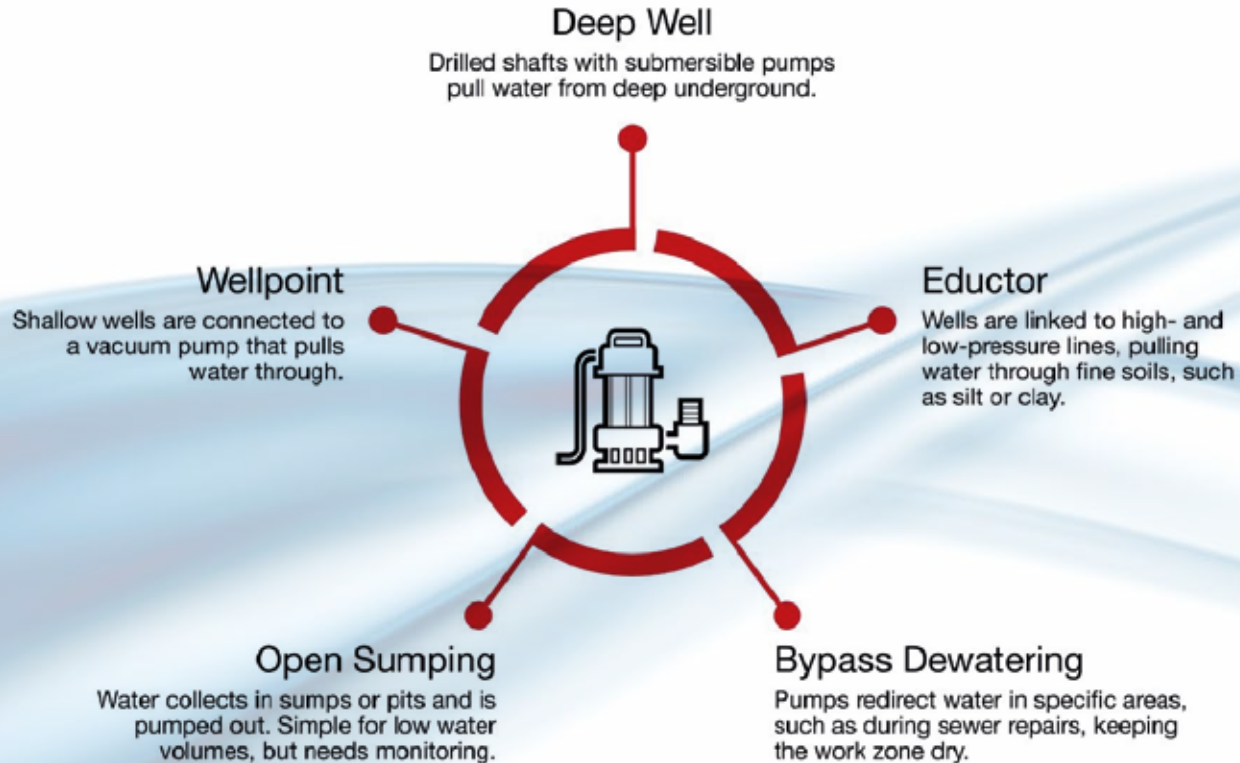 Deep Well
Drilled shafts with submersible pumps
pull water from deep underground.
Wellpoint
Shallow wells are connected to
a vacuum pump that pulls
water through.
Eductor
Wells are linked to high- and
low-pressure lines, pulling
water through fine soils, such
as silt or clay.
Open Sumping
Water collects in sumps or pits and is
pumped out. Simple for low water
volumes, but needs monitoring.
Bypass Dewatering
Pumps redirect water in specific areas,
such as during sewer repairs, keeping
the work zone dry.